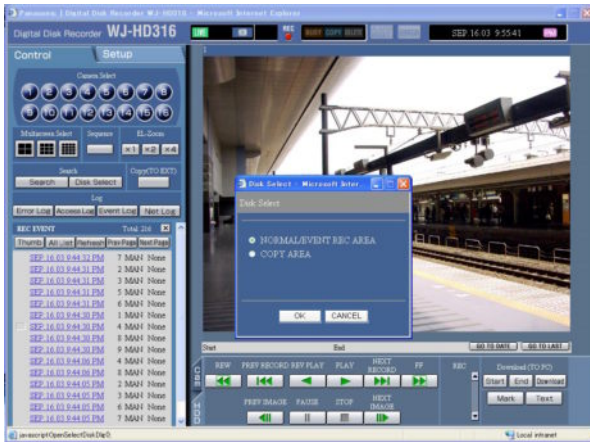 Panasonic | Digital Disk Recorder WJ-HD316 - Microsoft Internet Explorer
Digital Disk Recorder WJ-HD316
LIVE
REC
BUSY COPY
SEP 16.03 9:55:41 PM
Control
Setup
Camera Select
1 2 3 4 5 6 7 8
9 10 11 12 13 14 15 16
Multiscreen Select Sequence EL-Zoom
×1 ×2 ×4
Search Copy(TO EXT)
Search Disk Select
Log
Error Log Access Log Event Log Net Log
REC EVENT Total: 216
Thumb All List Refresh Prev Page Next Page
SEP.16.03 9:44:32 PM 7 MAN None
SEP.16.03 9:44:31 PM 2 MAN None
SEP.16.03 9:44:31 PM 3 MAN None
SEP.16.03 9:44:31 PM 5 MAN None
SEP.16.03 9:44:31 PM 6 MAN None
SEP.16.03 9:44:30 PM 1 MAN None
SEP.16.03 9:44:30 PM 4 MAN None
SEP.16.03 9:44:30 PM 8 MAN None
SEP.16.03 9:44:30 PM 9 MAN None
SEP.16.03 9:44:06 PM 4 MAN None
SEP.16.03 9:44:06 PM 8 MAN None
SEP.16.03 9:44:05 PM 2 MAN None
SEP.16.03 9:44:05 PM 3 MAN None
SEP.16.03 9:44:05 PM 6 MAN None
SEP.16.03 9:44:05 PM 7 MAN None
1
Disk Select - Microsoft Inter...
Disk Select
NORMAL/EVENT REC AREA
COPY AREA
OK CANCEL
Start End GO TO DATE GO TO LAST
HDD
REW PREV RECORD REV PLAY PLAY NEXT RECORD FF
PREV IMAGE PAUSE STOP NEXT IMAGE
REC
Download (TO PC)
Start End Download
Mark Text
javascript:OpenSelectDisk Dlg();
Local intranet